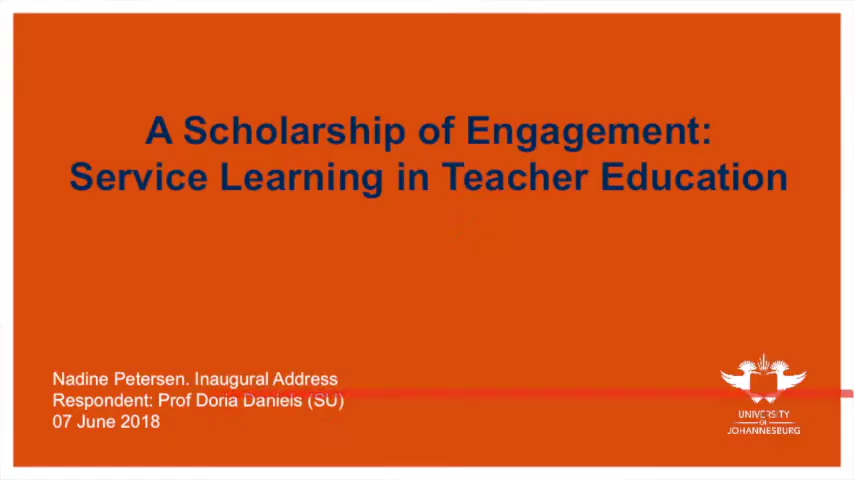 A Scholarship of Engagement:
Service Learning in Teacher Education
Nadine Petersen. Inaugural Address
Respondent: Prof Doria Daniels (SU)
07 June 2018
UNIVERSITY
OF
JOHANNESBURG